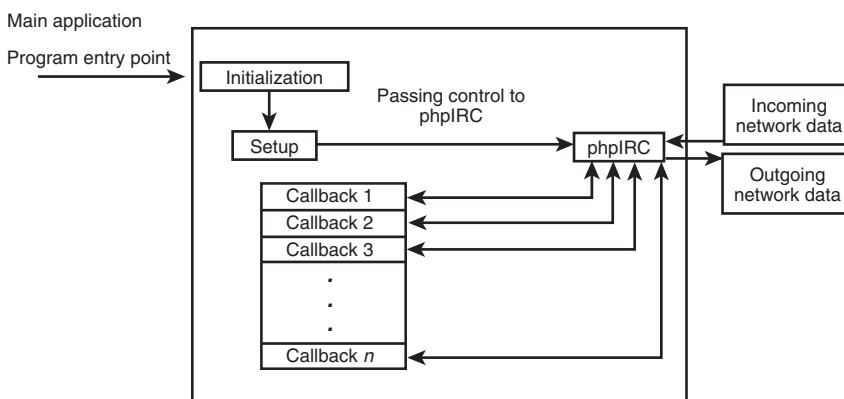 Main application
Program entry point
Initialization
Passing control to
phpIRC
Setup
phpIRC
Incoming
network data
Outgoing
network data
Callback 1
Callback 2
Callback 3
.
.
.
Callback n